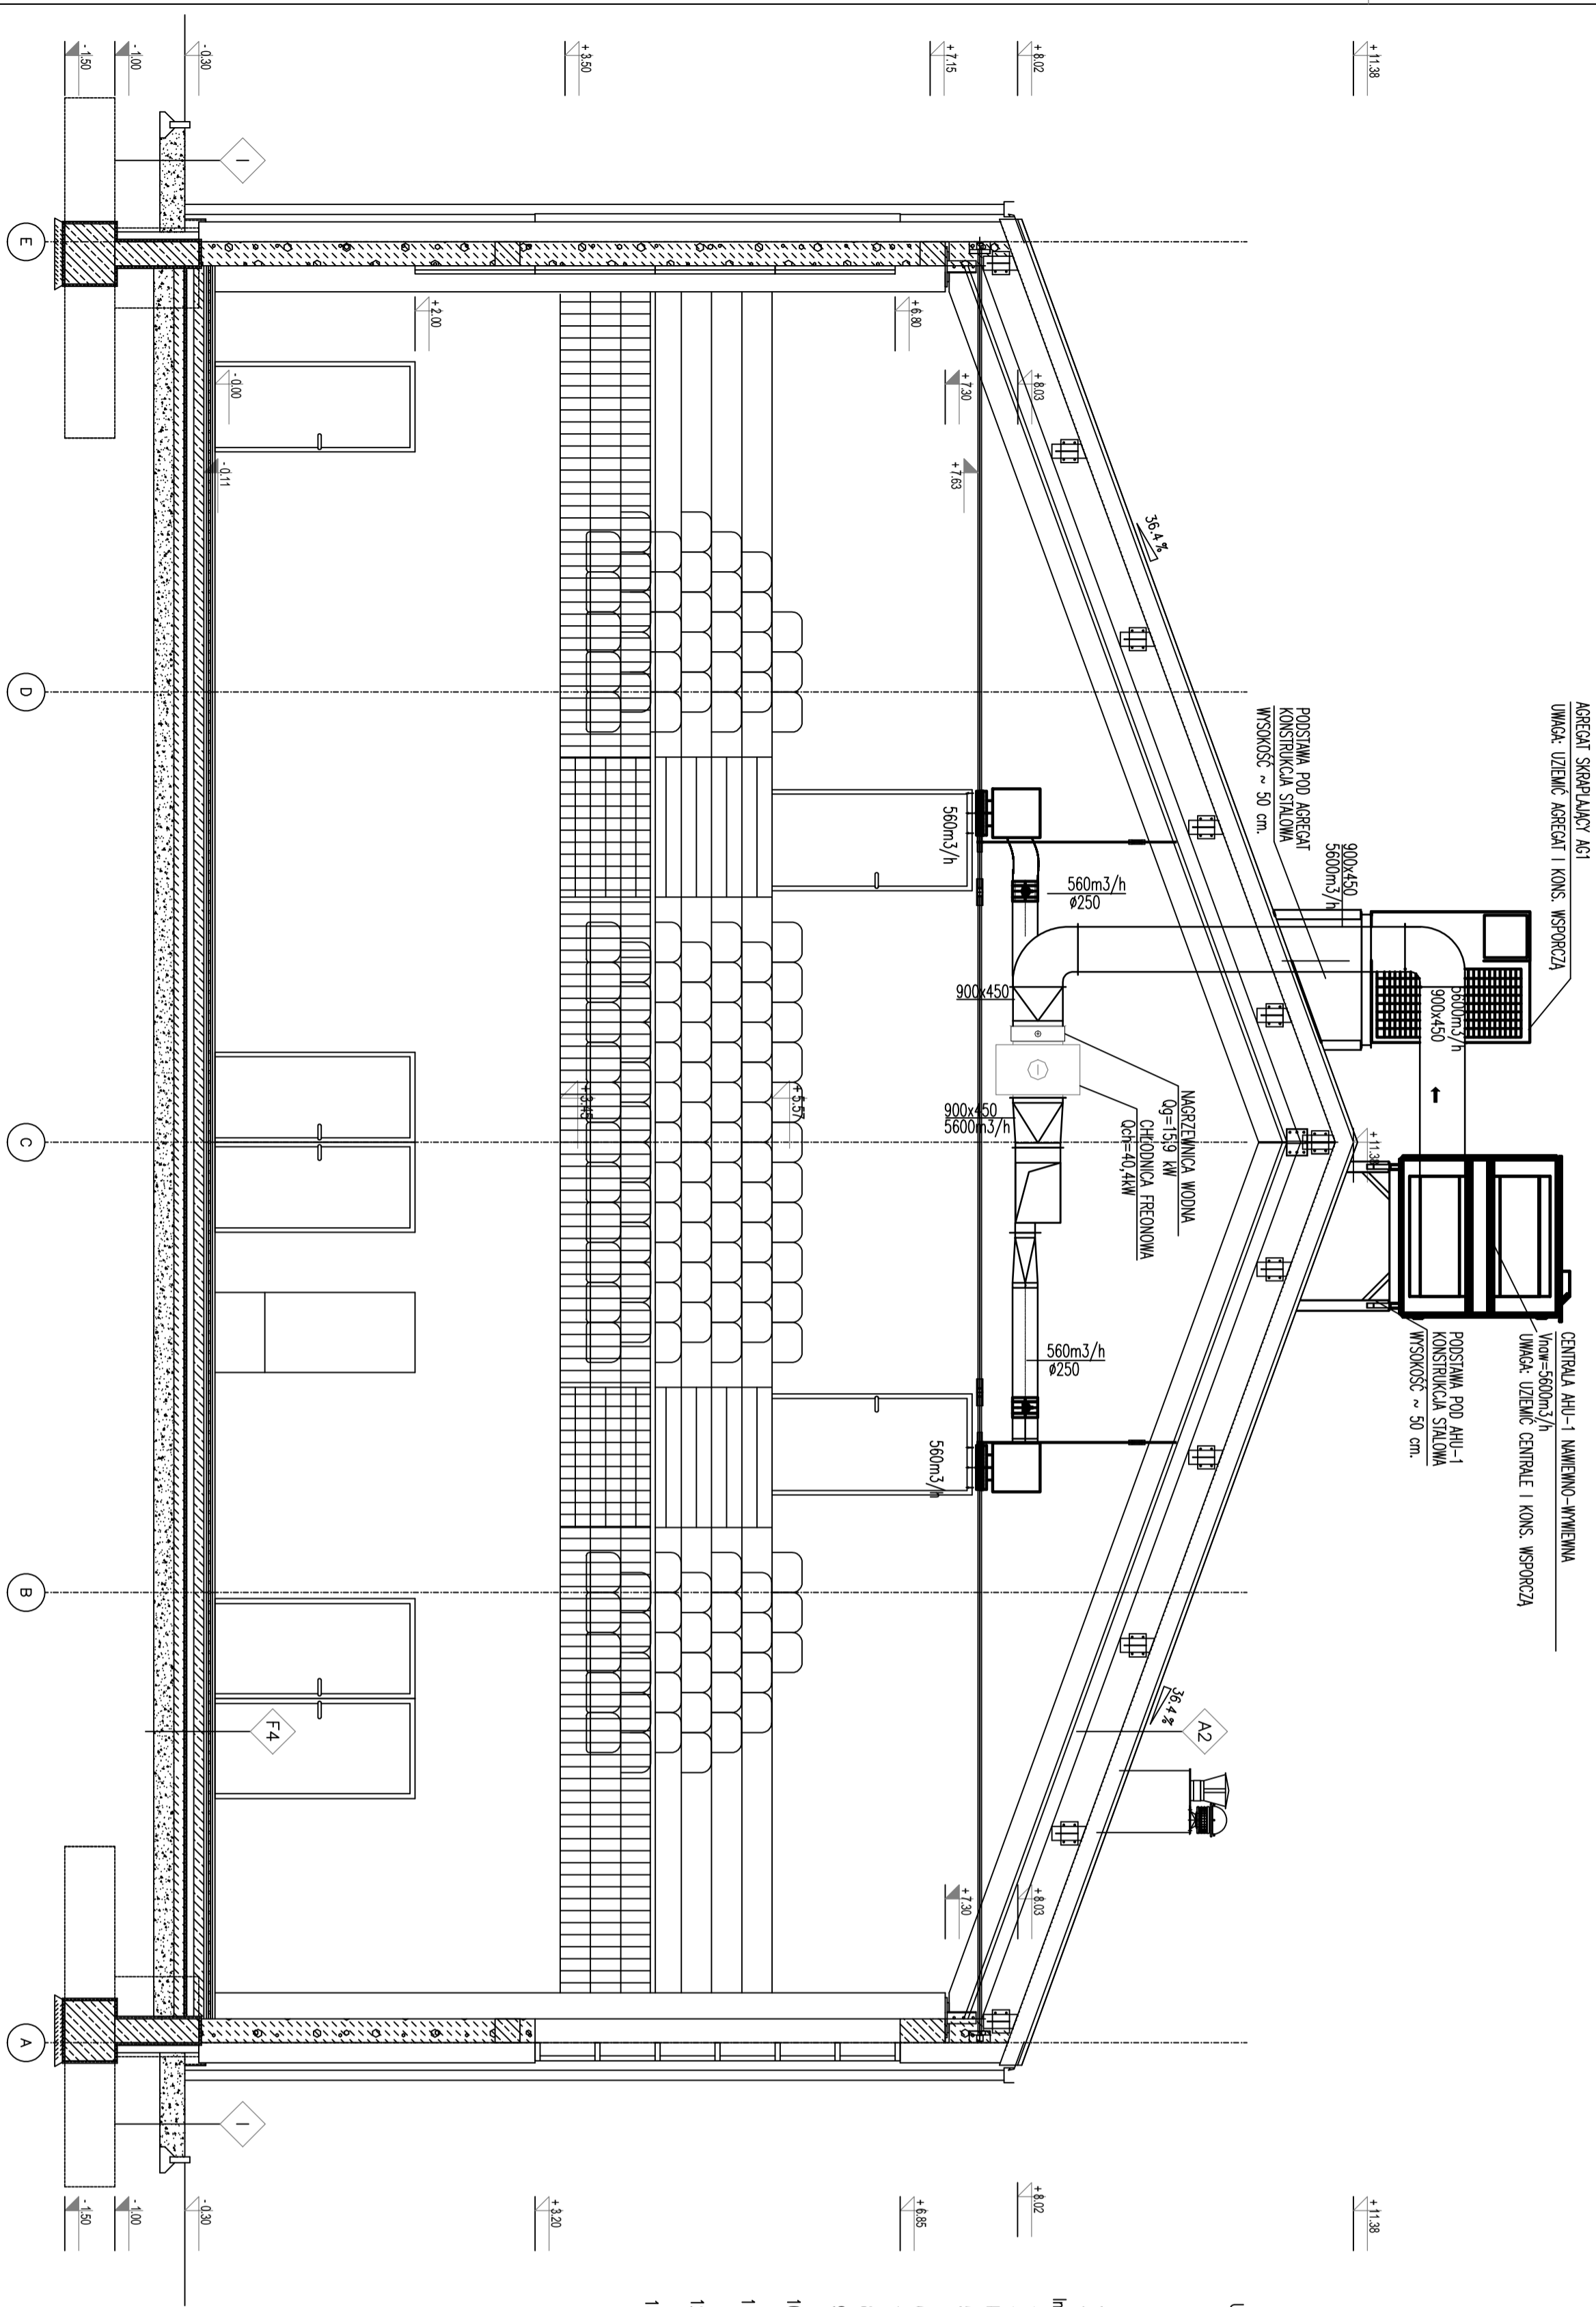 AGREGAT SKRAPLAJĄCY AG1
UWAGA: UZIEMIĆ AGREGAT I KONS. WSPORCZĄ
CENTRALA AHU-1 NAWIEWNO-WYWIEWNA
Vnaw=5600m3/h
UWAGA: UZIEMIĆ CENTRALE I KONS. WSPORCZĄ
PODSTAWA POD AHU-1
KONSTRUKCJA STALOWA
WYSOKOŚĆ ~ 50 cm.
5600m3/h
900x450
900x450
5600m3/h
PODSTAWA POD AGREGAT
KONSTRUKCJA STALOWA
WYSOKOŚĆ ~ 50 cm.
+11.38
+11.38
+11.38
36.4 %
36.4 %
A2
NAGRZEWNICA WODNA
Qg=15,9 kW
CHŁODNICA FREONOWA
Qch=40,4kW
560m3/h
ø250
560m3/h
ø250
+8.02
+8.03
+8.03
+8.02
900x450
900x450
5600m3/h
+7.15
+7.30
+7.63
560m3/h
560m3/h
+7.30
+6.80
+6.85
+5.57
+3.50
+3.45
+3.20
+2.00
-0.00
-0.11
F4
I
I
-0.30
-0.30
-1.00
-1.00
-1.50
-1.50
E
D
C
B
A